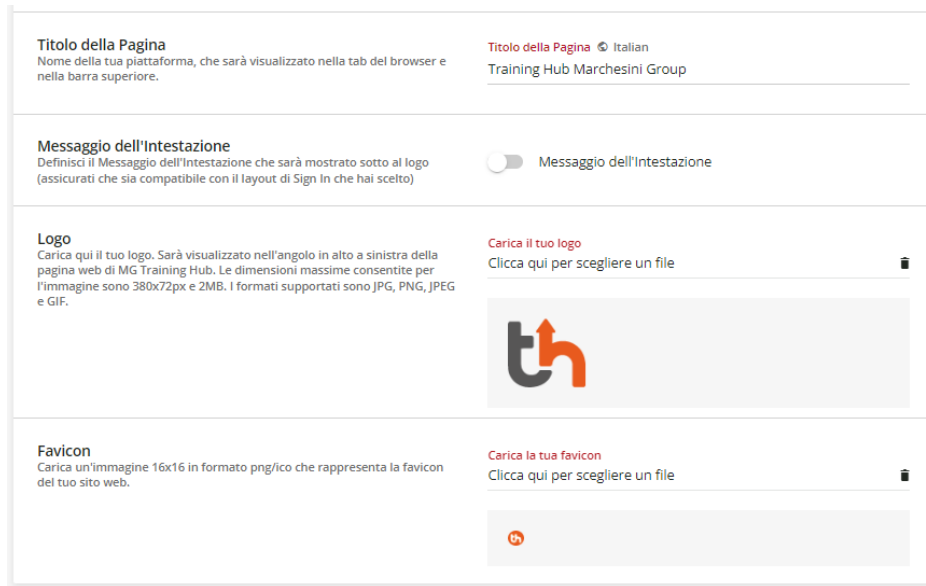 Titolo della Pagina
Nome della tua piattaforma, che sarà visualizzato nella tab del browser e
nella barra superiore.
Titolo della Pagina Italian
Training Hub Marchesini Group
Messaggio dell'Intestazione
Definisci il Messaggio dell'Intestazione che sarà mostrato sotto al logo
(assicurati che sia compatibile con il layout di Sign In che hai scelto)
Messaggio dell'Intestazione
Logo
Carica qui il tuo logo. Sarà visualizzato nell'angolo in alto a sinistra della
pagina web di MG Training Hub. Le dimensioni massime consentite per
l'immagine sono 380x72px e 2MB. I formati supportati sono JPG, PNG, JPEG
e GIF.
Carica il tuo logo
Clicca qui per scegliere un file
th
Favicon
Carica un'immagine 16x16 in formato png/ico che rappresenta la favicon
del tuo sito web.
Carica la tua favicon
Clicca qui per scegliere un file
th